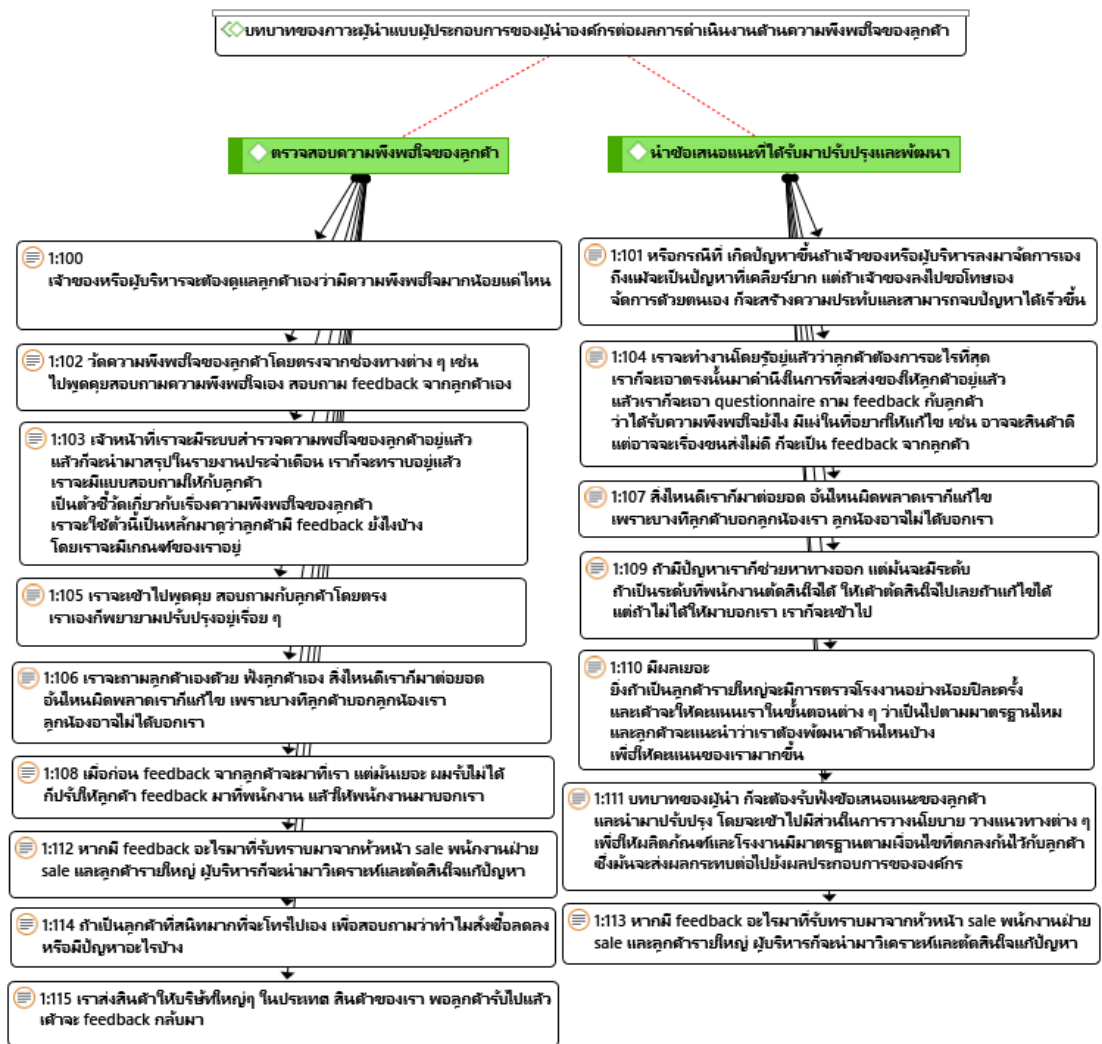 บทบาทของภาวะผู้นำแบบผู้ประกอบการของผู้นำองค์กรต่อผลการดำเนินงานด้านความพึงพอใจของลูกค้า
ตรวจสอบความพึงพอใจของลูกค้า
นำข้อเสนอแนะที่ได้รับมาปรับปรุงและพัฒนา
1:100
เจ้าของหรือผู้บริหารจะต้องดูแลลูกค้าเองว่ามีความพึงพอใจมากน้อยแค่ไหน
1:102 วัดความพึงพอใจของลูกค้าโดยตรงจากช่องทางต่าง ๆ เช่น
ไปพูดคุยสอบถามความพึงพอใจเอง สอบถาม feedback จากลูกค้าเอง
1:103 เจ้าหน้าที่เราจะมีระบบสำรวจความพอใจของลูกค้าอยู่แล้ว
แล้วก็จะนำมาสรุปในรายงานประจำเดือน เราก็จะทราบอยู่แล้ว
เราจะมีแบบสอบถามให้กับลูกค้า
เป็นตัวชี้วัดเกี่ยวกับเรื่องความพึงพอใจของลูกค้า
เราจะใช้ตัวนี้เป็นหลักมาดูว่าลูกค้ามี feedback ยังไงบ้าง
โดยเราจะมีเกณฑ์ของเราอยู่
1:105 เราจะเข้าไปพูดคุย สอบถามกับลูกค้าโดยตรง
เราเองก็พยายามปรับปรุงอยู่เรื่อย ๆ
1:106 เราจะถามลูกค้าเองด้วย ฟังลูกค้าเอง สิ่งไหนดีเราก็มาต่อยอด
อันไหนผิดพลาดเราก็แก้ไข เพราะบางทีลูกค้าบอกลูกน้องเรา
ลูกน้องอาจไม่ได้บอกเรา
1:108 เมื่อก่อน feedback จากลูกค้าจะมาที่เรา แต่มันเยอะ ผมรับไม่ได้
ก็ปรับให้ลูกค้า feedback มาที่พนักงาน แล้วให้พนักงานมาบอกเรา
1:112 หากมี feedback อะไรมาที่รับทราบมาจากหัวหน้า sale พนักงานฝ่าย
sale และลูกค้ารายใหญ่ ผู้บริหารก็จะนำมาวิเคราะห์และตัดสินใจแก้ปัญหา
1:114 ถ้าเป็นลูกค้าที่สนิทมากที่จะโทรไปเอง เพื่อสอบถามว่าทำไมสั่งซื้อลดลง
หรือมีปัญหาอะไรบ้าง
1:115 เราส่งสินค้าให้บริษัทใหญ่ๆ ในประเทศ สินค้าของเรา พอลูกค้ารับไปแล้ว
เค้าจะ feedback กลับมา
1:101 หรือกรณีที่ เกิดปัญหาขึ้นถ้าเจ้าของหรือผู้บริหารลงมาจัดการเอง
ถึงแม้จะเป็นปัญหาที่เคลียร์ยาก แต่ถ้าเจ้าของลงไปขอโทษเอง
จัดการด้วยตนเอง ก็จะสร้างความประทับและสามารถจบปัญหาได้เร็วขึ้น
1:104 เราจะทำงานโดยรู้อยู่แล้วว่าลูกค้าต้องการอะไรที่สุด
เราก็จะเอาตรงนั้นมาคำนึงในการที่จะส่งของให้ลูกค้าอยู่แล้ว
แล้วเราก็จะเอา questionnaire ถาม feedback กับลูกค้า
ว่าได้รับความพึงพอใจยังไง มีแง่ไหนที่อยากให้แก้ไข เช่น อาจจะสินค้าดี
แต่อาจจะเรื่องขนส่งไม่ดี ก็จะเป็น feedback จากลูกค้า
1:107 สิ่งไหนดีเราก็มาต่อยอด อันไหนผิดพลาดเราก็แก้ไข
เพราะบางทีลูกค้าบอกลูกน้องเรา ลูกน้องอาจไม่ได้บอกเรา
1:109 ถ้ามีปัญหาเราก็ช่วยหาทางออก แต่มันจะมีระดับ
ถ้าเป็นระดับที่พนักงานตัดสินใจได้ ให้เค้าตัดสินใจไปเลยถ้าแก้ไขได้
แต่ถ้าไม่ได้ให้มาบอกเรา เราก็จะเข้าไป
1:110 มีผลเยอะ
ยิ่งถ้าเป็นลูกค้ารายใหญ่จะมีการตรวจโรงงานอย่างน้อยปีละครั้ง
และเค้าจะให้คะแนนเราในขั้นตอนต่าง ๆ ว่าเป็นไปตามมาตรฐานไหม
และลูกค้าจะแนะนำว่าเราต้องพัฒนาด้านไหนบ้าง
เพื่อให้คะแนนของเรามากขึ้น
1:111 บทบาทของผู้นำ ก็จะต้องรับฟังข้อเสนอแนะของลูกค้า
และนำมาปรับปรุง โดยจะเข้าไปมีส่วนในการวางนโยบาย วางแนวทางต่าง ๆ
เพื่อให้ผลิตภัณฑ์และโรงงานมีมาตรฐานตามเงื่อนไขที่ตกลงกันไว้กับลูกค้า
ซึ่งมันจะส่งผลกระทบต่อไปยังผลประกอบการขององค์กร
1:113 หากมี feedback อะไรมาที่รับทราบมาจากหัวหน้า sale พนักงานฝ่าย
sale และลูกค้ารายใหญ่ ผู้บริหารก็จะนำมาวิเคราะห์และตัดสินใจแก้ปัญหา